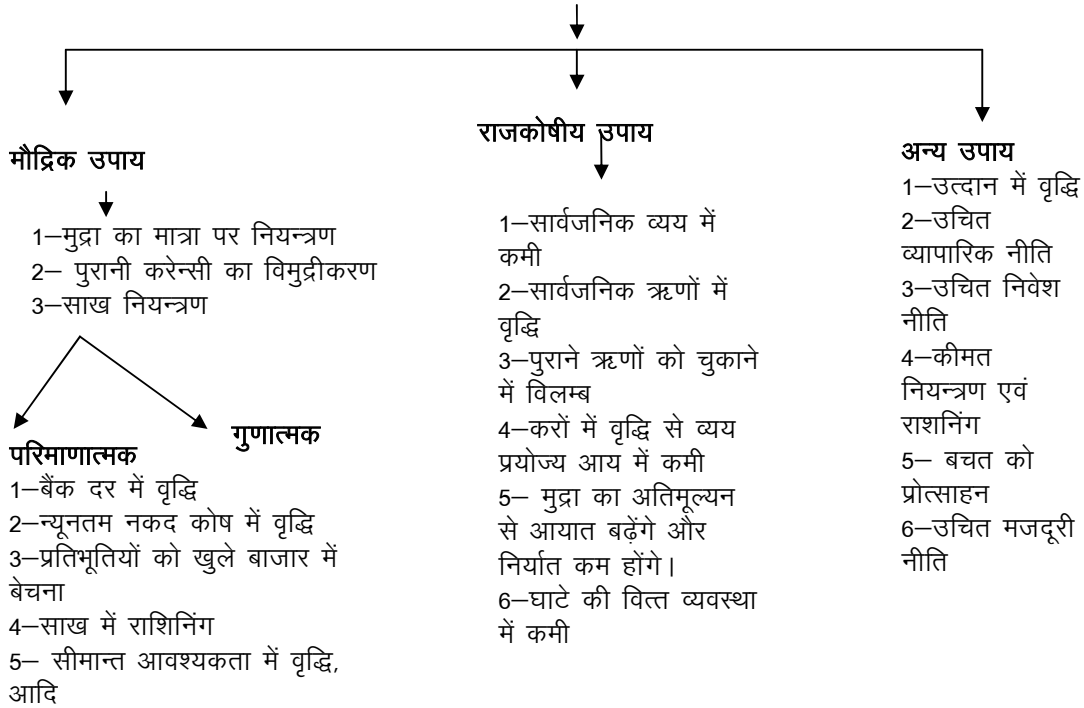 मौद्रिक उपाय
1–मुद्रा का मात्रा पर नियन्त्रण
2– पुरानी करेन्सी का विमुद्रीकरण
3–साख नियन्त्रण
परिमाणात्मक
1–बैंक दर में वृद्धि
2–न्यूनतम नकद कोष में वृद्धि
3–प्रतिभूतियों को खुले बाजार में
बेचना
4–साख में राशिनिंग
5– सीमान्त आवश्यकता में वृद्धि,
आदि
गुणात्मक
राजकोषीय उपाय
1–सार्वजनिक व्यय में
कमी
2–सार्वजनिक ऋणों में
वृद्धि
3–पुराने ऋणों को चुकाने
में विलम्ब
4–करों में वृद्धि से व्यय
प्रयोज्य आय में कमी
5– मुद्रा का अतिमूल्यन
से आयात बढ़ेंगे और
निर्यात कम होंगे।
6–घाटे की वित्त व्यवस्था
में कमी
अन्य उपाय
1–उत्दान में वृद्धि
2–उचित
व्यापारिक नीति
3–उचित निवेश
नीति
4–कीमत
नियन्त्रण एवं
राशनिंग
5– बचत को
प्रोत्साहन
6–उचित मजदूरी
नीति